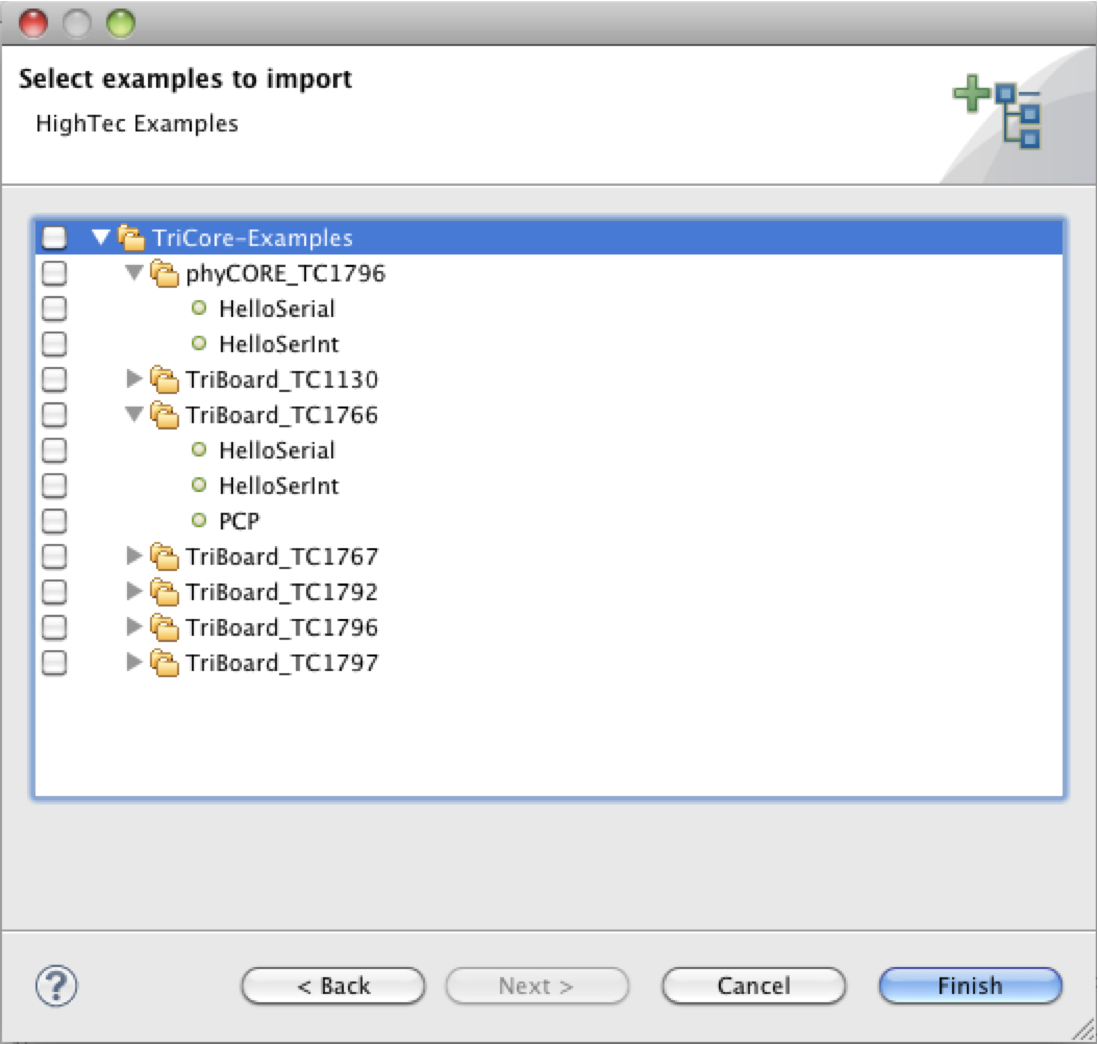 Select examples to import
HighTec Examples
TriCore-Examples
phyCORE_TC1796
HelloSerial
HelloSerInt
TriBoard_TC1130
TriBoard_TC1766
HelloSerial
HelloSerInt
PCP
TriBoard_TC1767
TriBoard_TC1792
TriBoard_TC1796
TriBoard_TC1797
? < Back Next > Cancel Finish